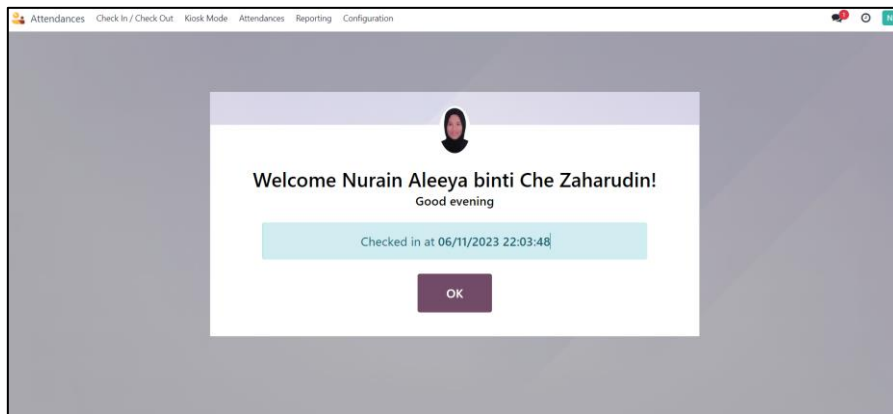 Attendances Check In / Check Out Kiosk Mode Attendances Reporting Configuration 1 N
Welcome Nurain Aleeya binti Che Zaharudin!
Good evening
Checked in at 06/11/2023 22:03:48
OK